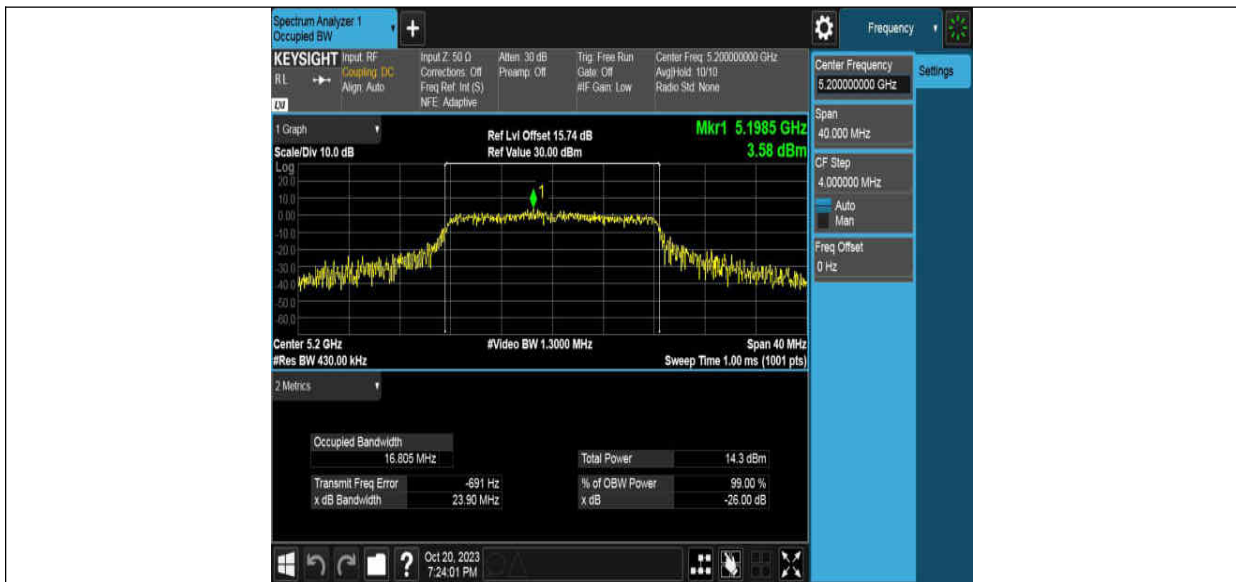 Spectrum Analyzer 1
Occupied BW
+
Frequency
KEYSIGHT
RL
LXI
Input: RF
Coupling: DC
Align: Auto
Input Z: 50 Ω
Corrections: Off
Freq Ref: Int (S)
NFE: Adaptive
Atten: 30 dB
Preamp: Off
Trig: Free Run
Gate: Off
#IF Gain: Low
Center Freq: 5.200000000 GHz
Avg|Hold: 10/10
Radio Std: None
Center Frequency
5.200000000 GHz
Settings
Span
40.000 MHz
CF Step
4.000000 MHz
Auto
Man
Freq Offset
0 Hz
1 Graph
Scale/Div 10.0 dB
Ref Lvl Offset 15.74 dB
Ref Value 30.00 dBm
Mkr1 5.1985 GHz
3.58 dBm
Log
20.0
10.0
0.00
-10.0
-20.0
-30.0
-40.0
-50.0
-60.0
1
Center 5.2 GHz
#Video BW 1.3000 MHz
Span 40 MHz
#Res BW 430.00 kHz
Sweep Time 1.00 ms (1001 pts)
2 Metrics
Occupied Bandwidth
16.805 MHz
Total Power 14.3 dBm
Transmit Freq Error -691 Hz
% of OBW Power 99.00 %
x dB Bandwidth 23.90 MHz
x dB -26.00 dB
?
Oct 20, 2023
7:24:01 PM